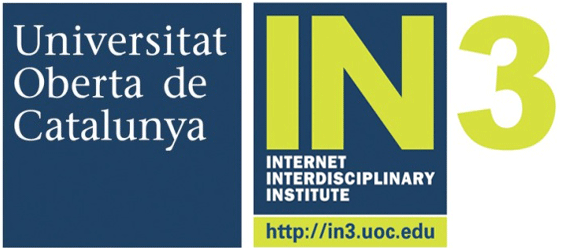 Universitat
Oberta de
Catalunya
IN3
INTERNET
INTERDISCIPLINARY
INSTITUTE
http://in3.uoc.edu